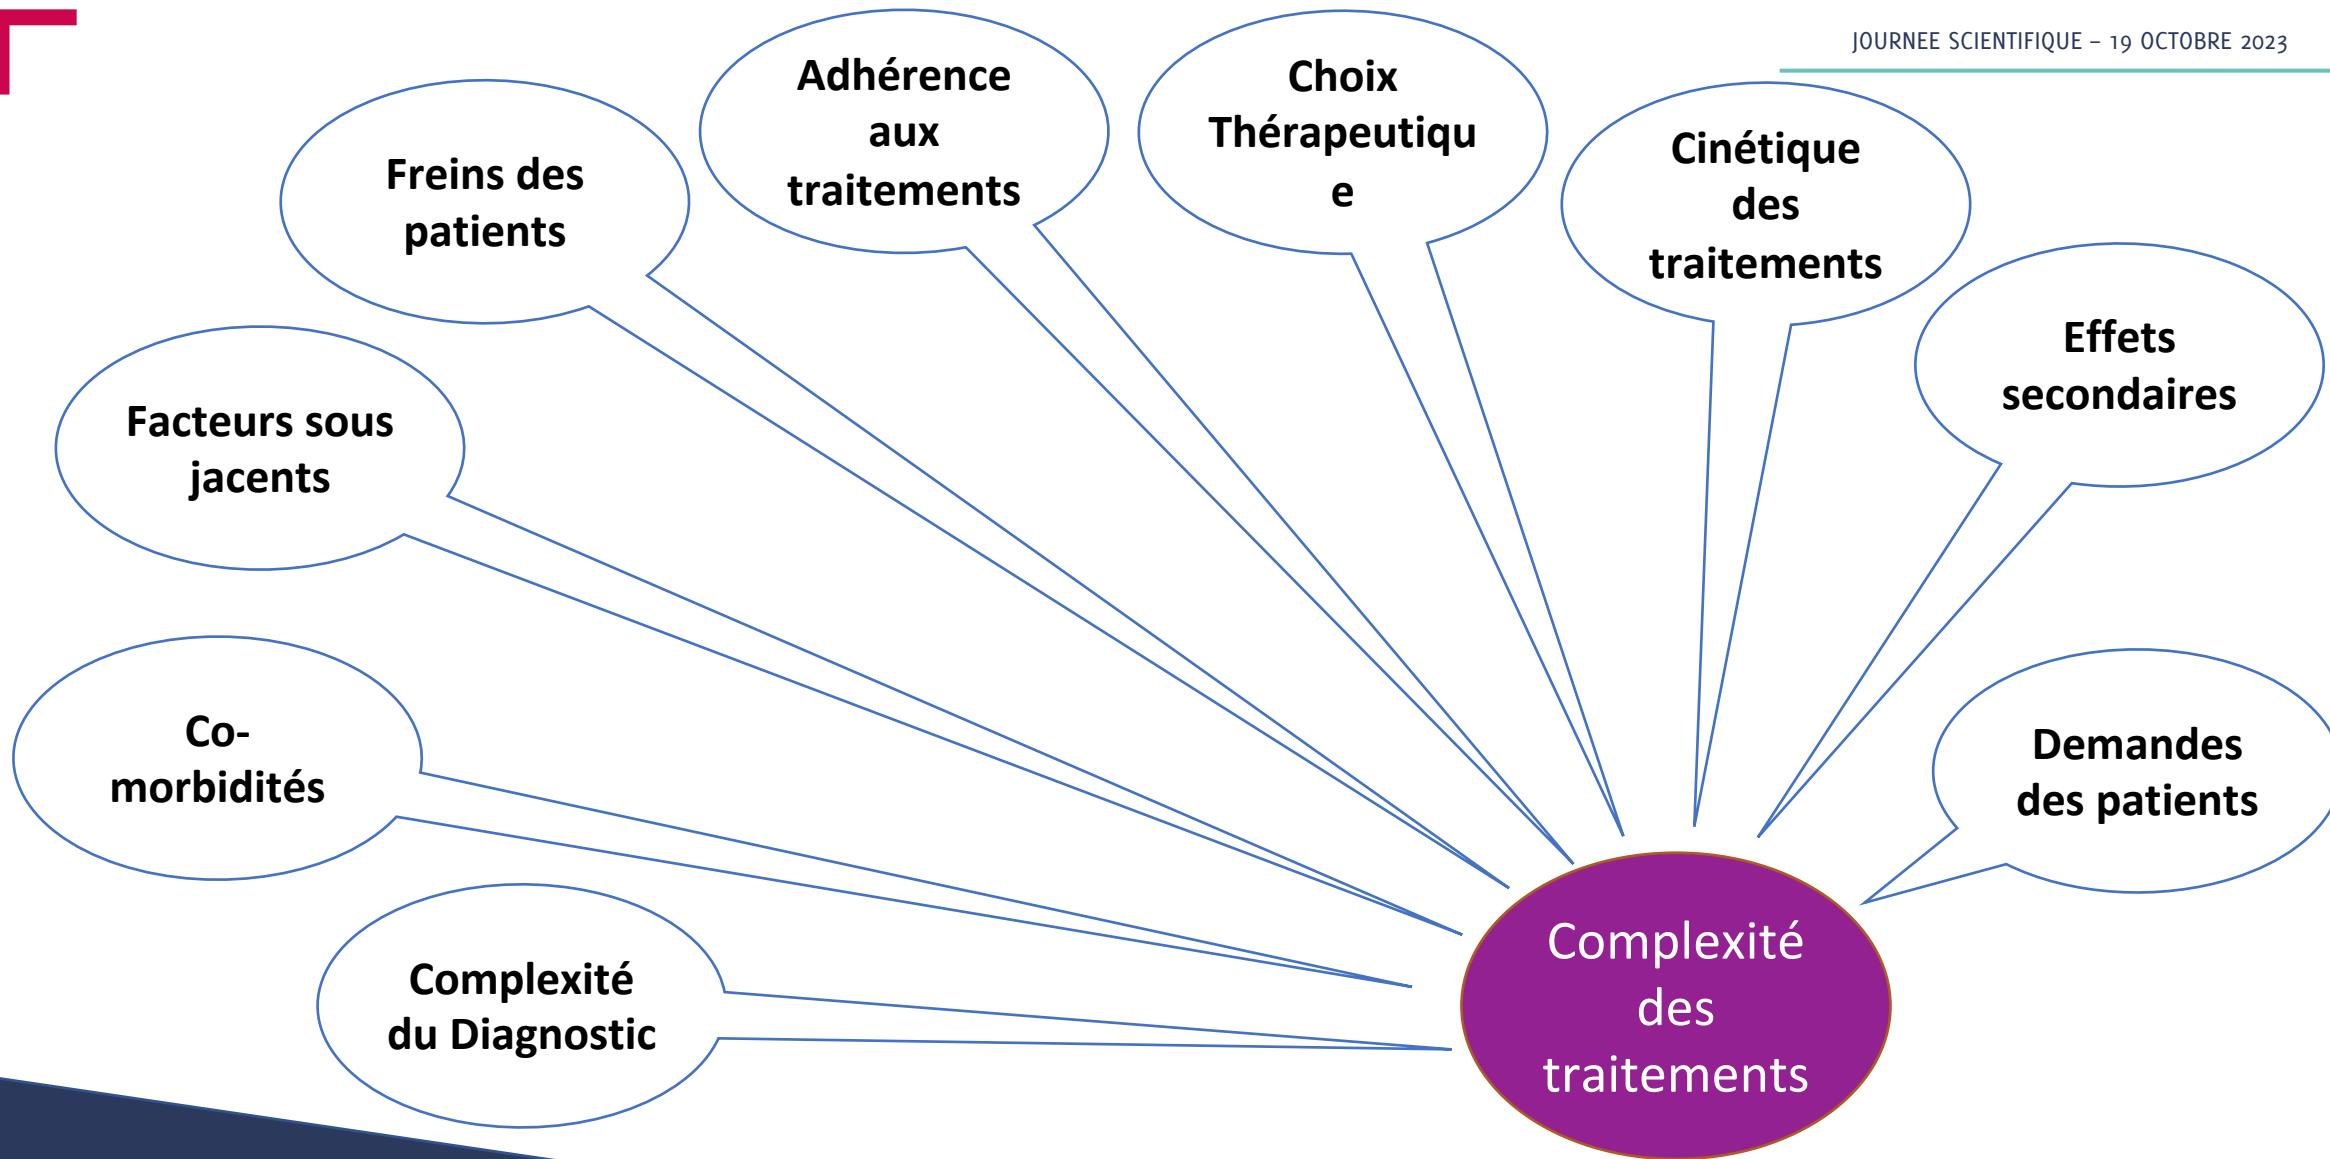 JOURNEE SCIENTIFIQUE – 19 OCTOBRE 2023
Adhérence
aux
traitements
Choix
Thérapeutiqu
e
Cinétique
des
traitements
Freins des
patients
Effets
secondaires
Facteurs sous
jacents
Co-
morbidités
Demandes
des patients
Complexité
du Diagnostic
Complexité
des
traitements